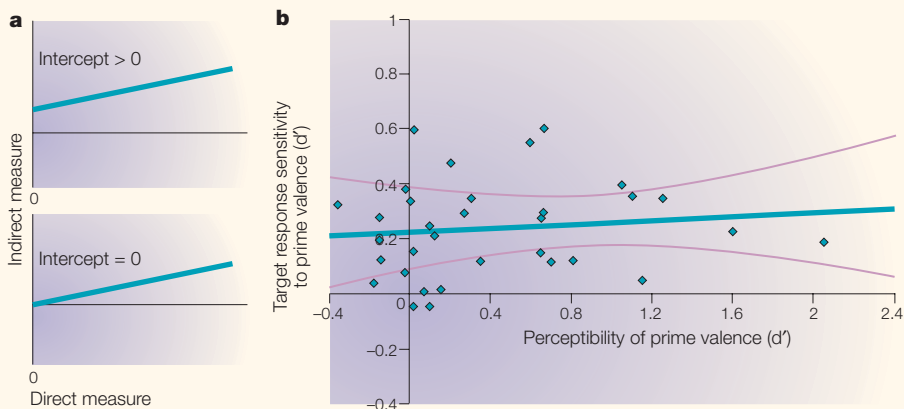 a
Intercept > 0
0
Intercept = 0
0
Indirect measure
Direct measure
b
Target response sensitivity
to prime valence (d′)
1
0.8
0.6
0.4
0.2
0
–0.2
–0.4
–0.4
0.4
0.8
1.2
1.6
2
2.4
Perceptibility of prime valence (d′)